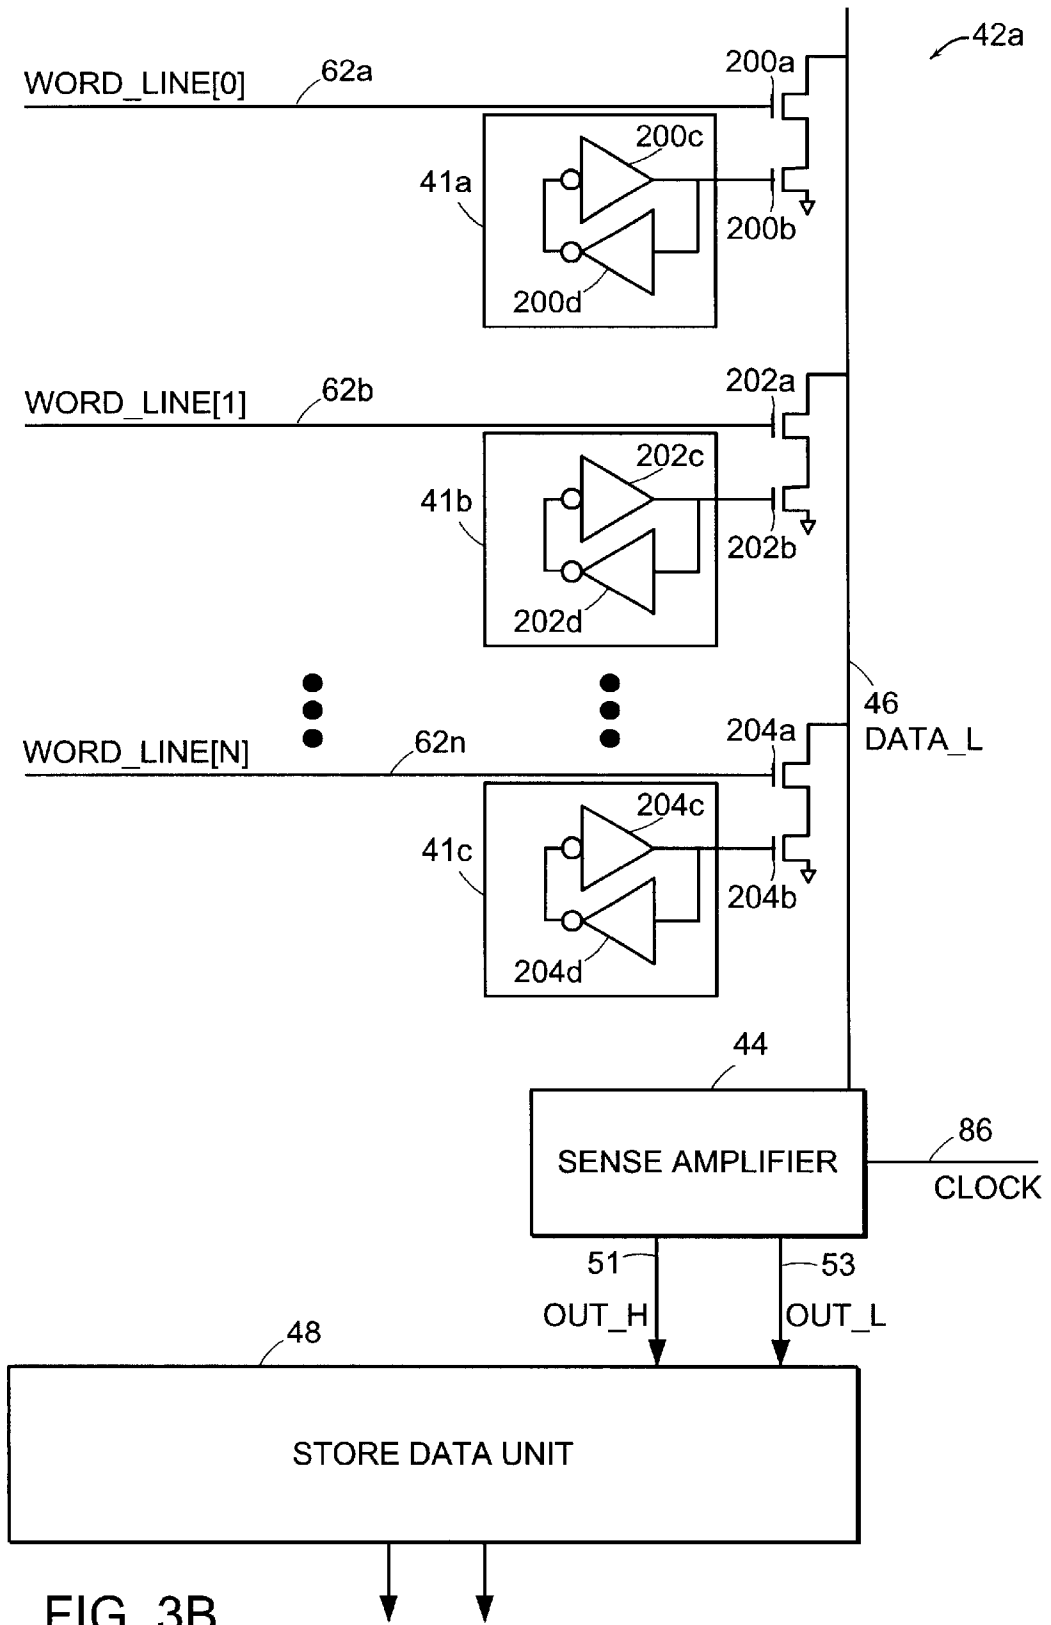 42a
200a
WORD_LINE[0]
62a
200c
41a
200b
200d
202a
WORD_LINE[1]
62b
202c
41b
202b
202d
46
DATA_L
204a
WORD_LINE[N]
62n
204c
41c
204b
204d
44
SENSE AMPLIFIER
86
CLOCK
51
53
OUT_H
OUT_L
48
STORE DATA UNIT
FIG. 3B